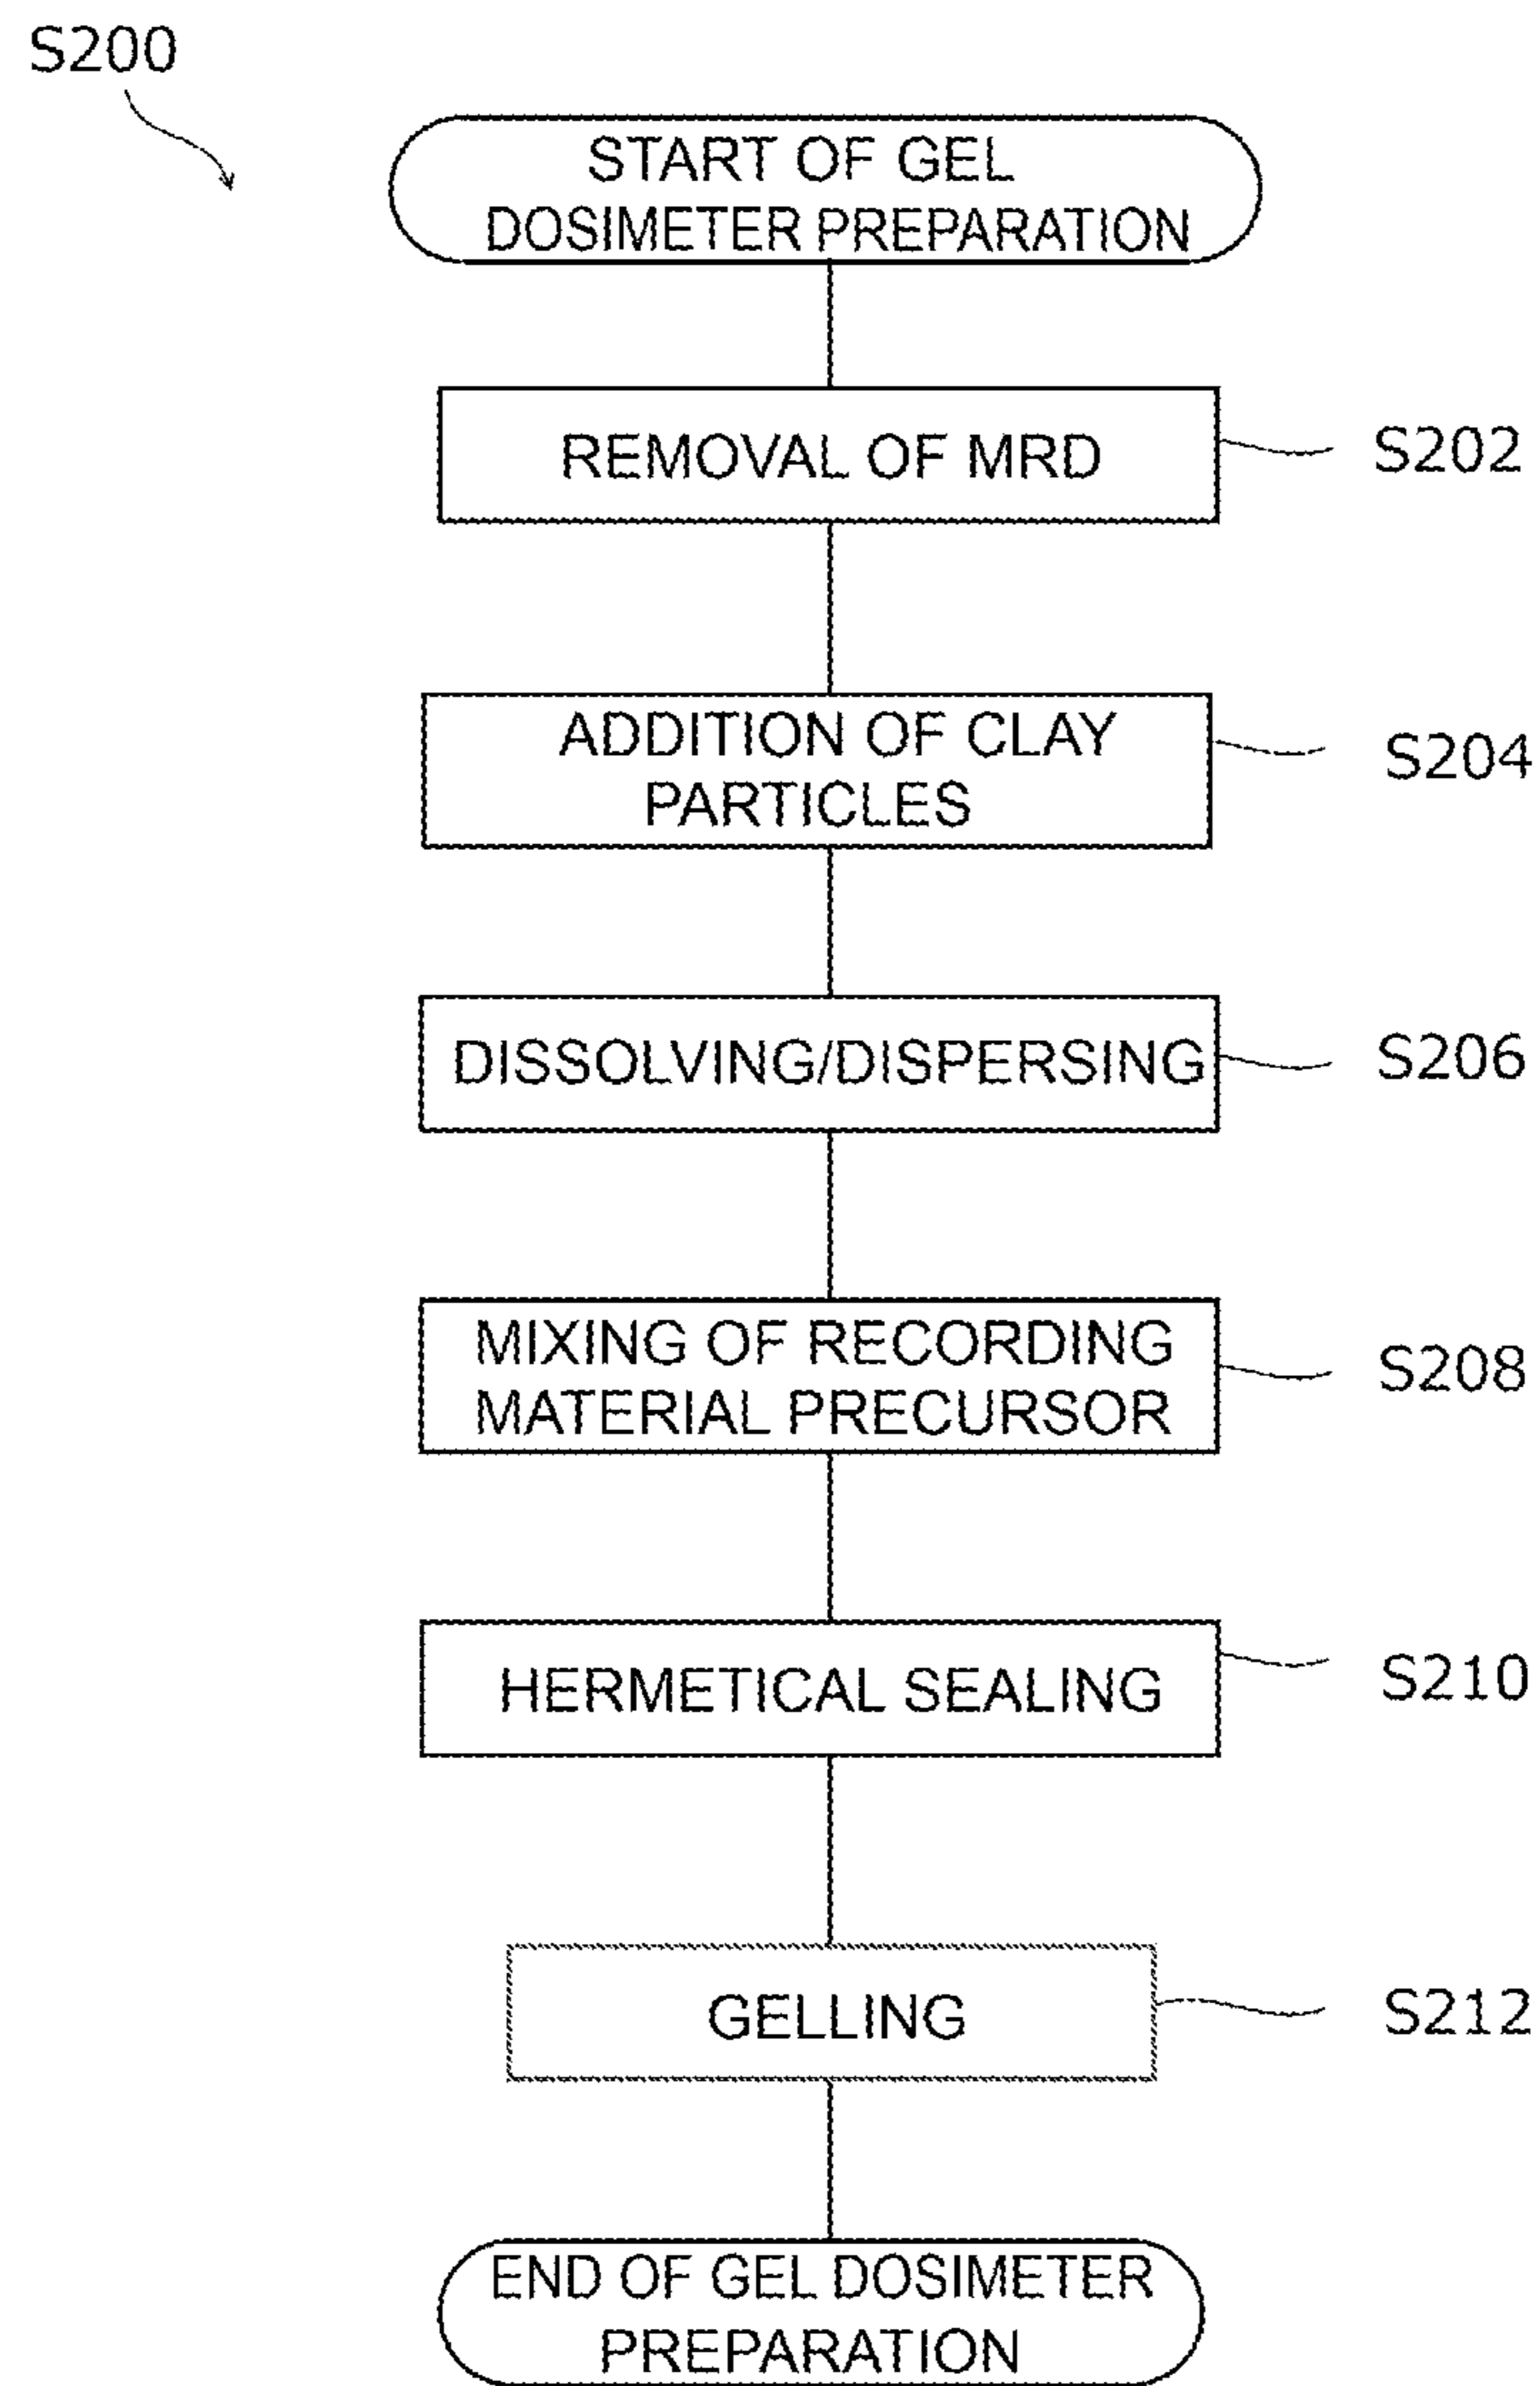 S200
START OF GEL
DOSIMETER PREPARATION
REMOVAL OF MRD
S202
ADDITION OF CLAY
PARTICLES
S204
DISSOLVING/DISPERSING
S206
MIXING OF RECORDING
MATERIAL PRECURSOR
S208
HERMETICAL SEALING
S210
GELLING
S212
END OF GEL DOSIMETER
PREPARATION